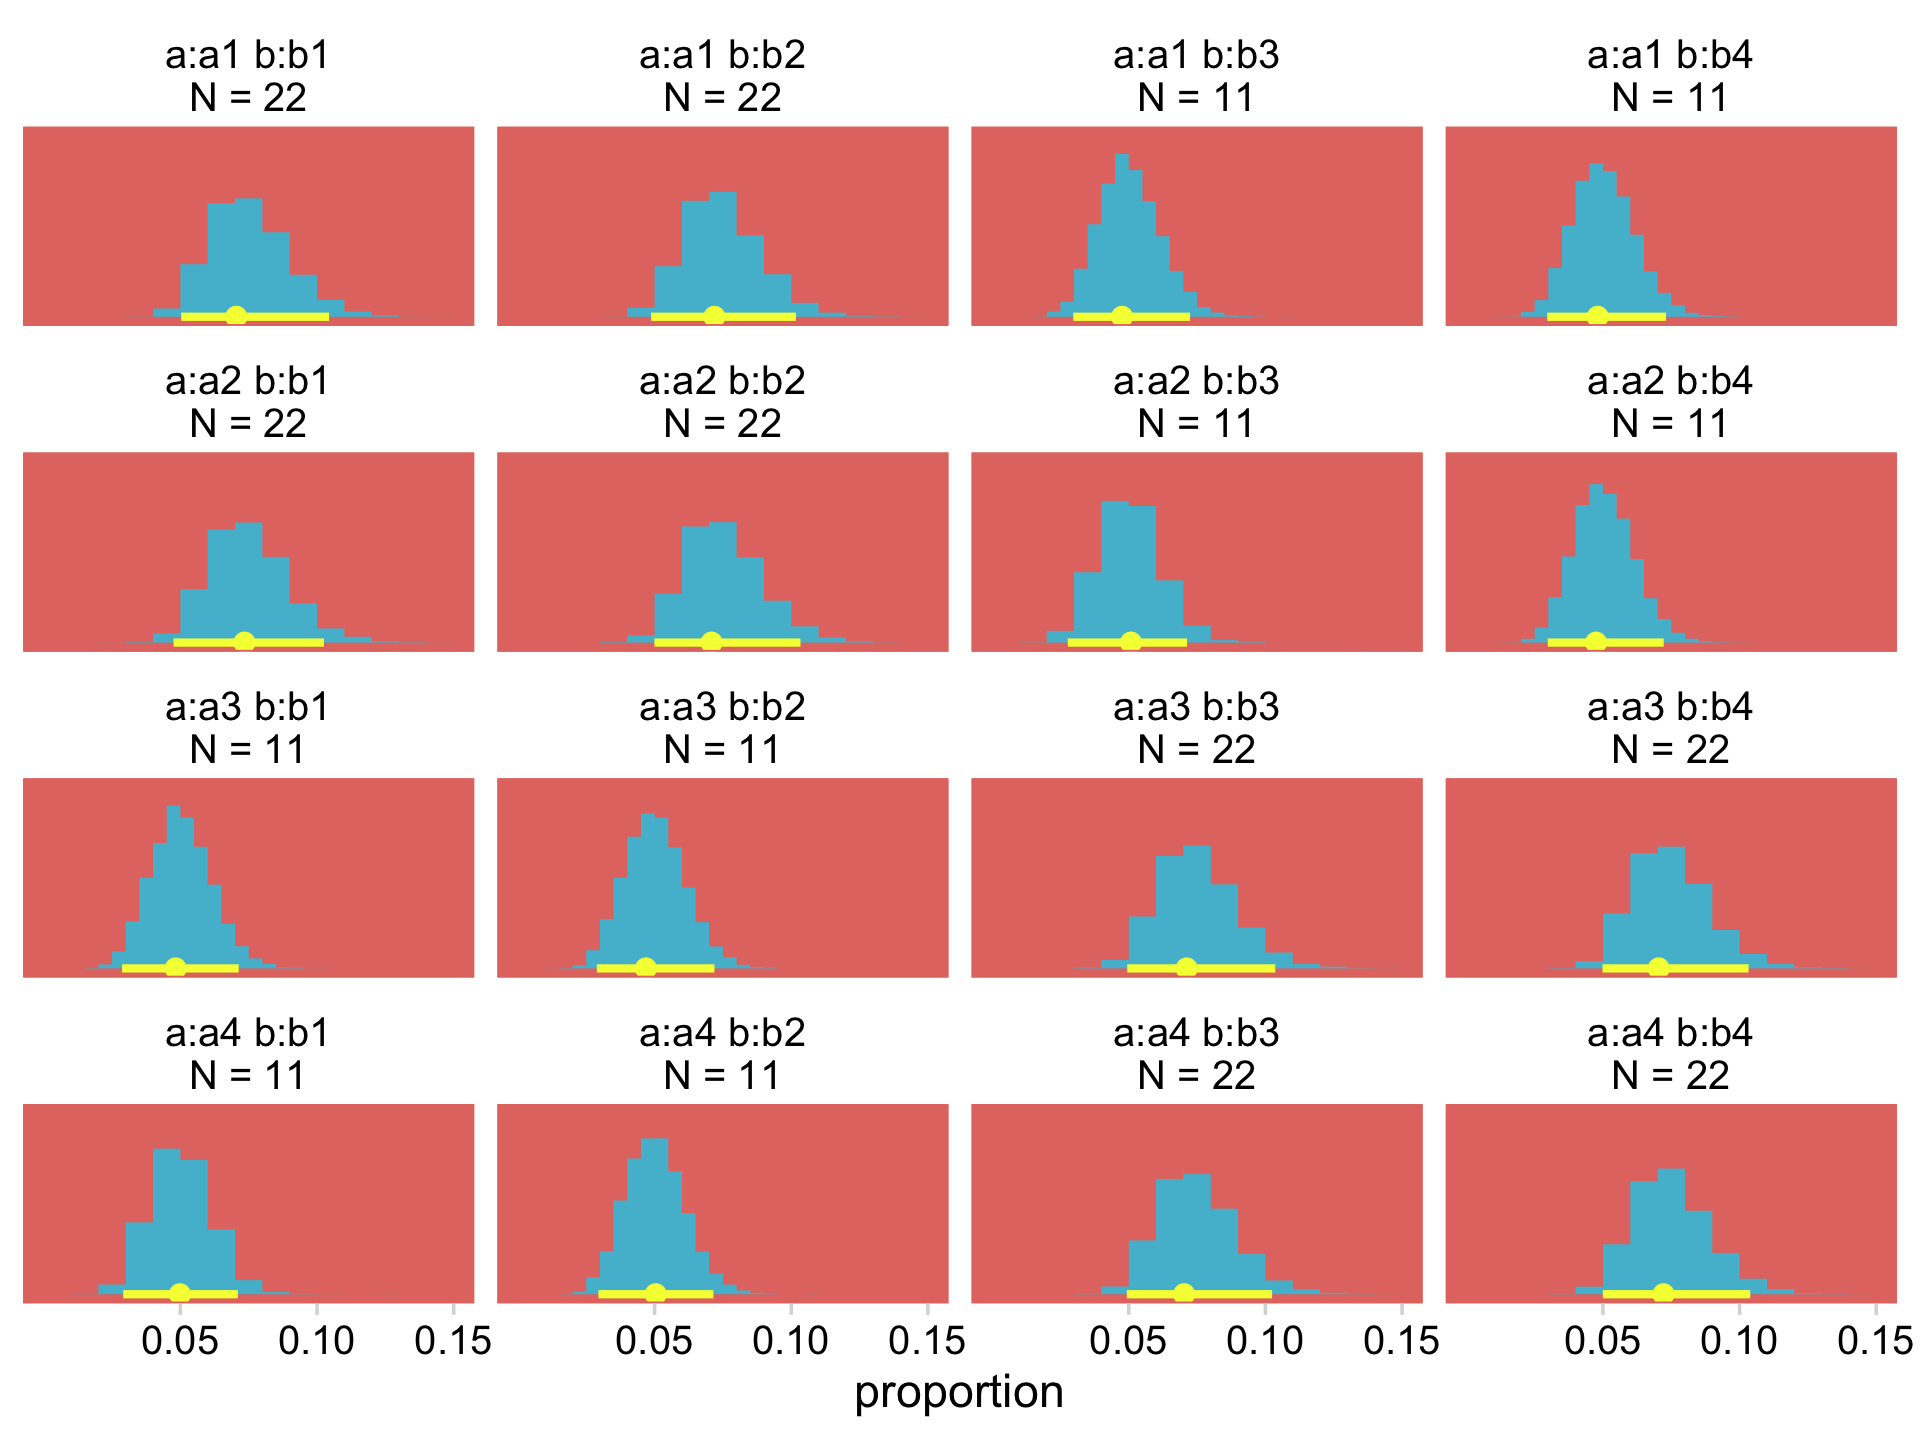 a:a1 b:b1
N = 22
a:a1 b:b2
N = 22
a:a1 b:b3
N = 11
a:a1 b:b4
N = 11
a:a2 b:b1
N = 22
a:a2 b:b2
N = 22
a:a2 b:b3
N = 11
a:a2 b:b4
N = 11
a:a3 b:b1
N = 11
a:a3 b:b2
N = 11
a:a3 b:b3
N = 22
a:a3 b:b4
N = 22
a:a4 b:b1
N = 11
a:a4 b:b2
N = 11
a:a4 b:b3
N = 22
a:a4 b:b4
N = 22
0.05 0.10 0.15 0.05 0.10 0.15 0.05 0.10 0.15 0.05 0.10 0.15
proportion